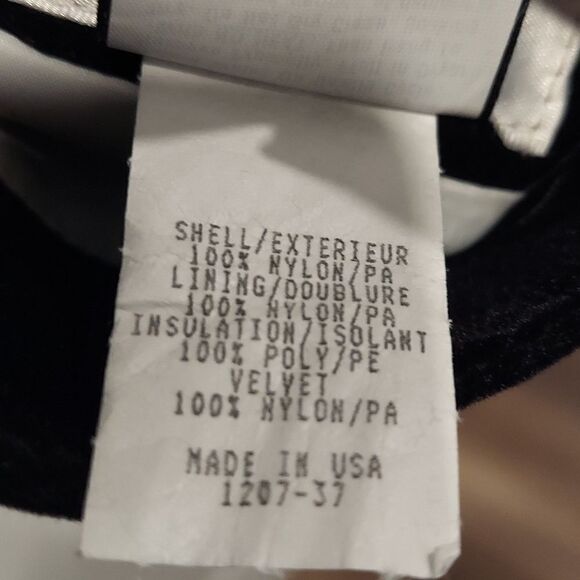 SHELL/EXTERIEUR
100% NYLON/PA
LINING/DOUBLURE
100% NYLON/PA
INSULATION/ISOLANT
100% POLY/PE
VELVET
100% NYLON/PA
MADE IN USA
1207-37